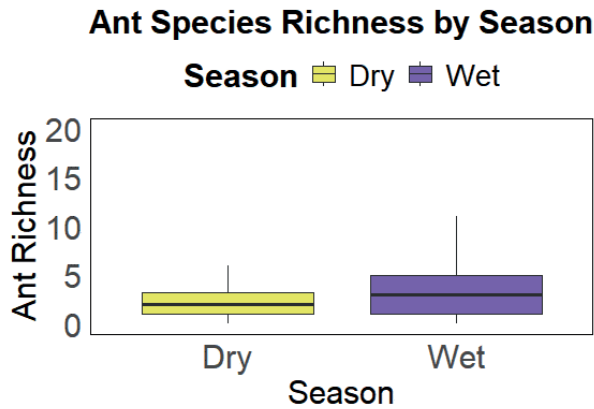 Ant Species Richness by Season
Season Dry Wet
20
15
10
5
0
Ant Richness
Dry Wet
Season